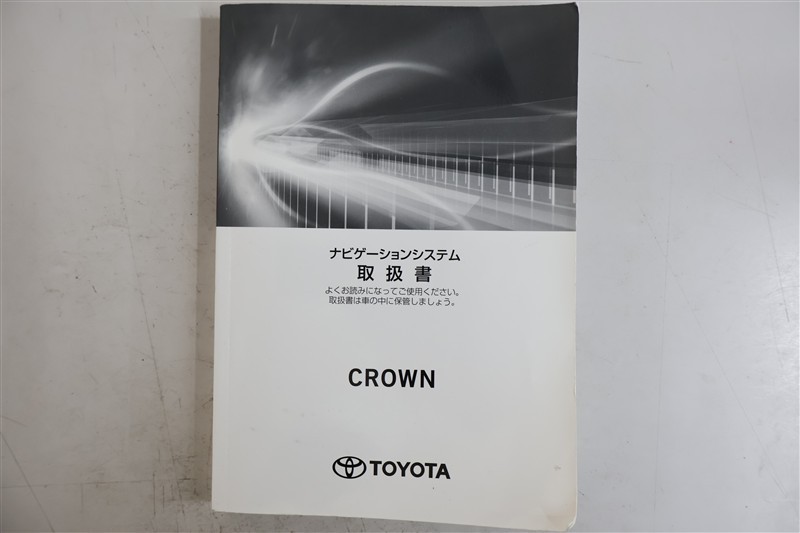 ナビゲーションシステム
取扱書
よくお読みになってご使用ください。
取扱書は車の中に保管しましょう。
CROWN
TOYOTA